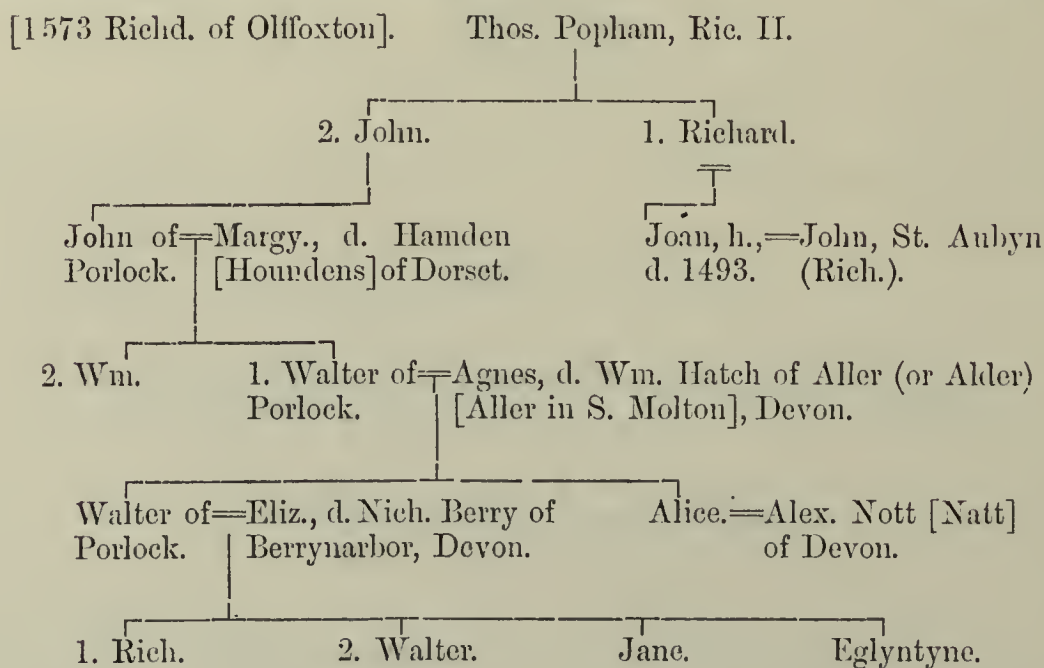 [1573 Richd. of Olffoxton]. Thos. Popham, Ric. II.
2. John. 1. Richard.
John of Margy., d. Hamden Joan, h., John, St. Aubyn
Porlock. [Houndens] of Dorset. d. 1493. (Rich.).
2. Wm. 1. Walter of Agnes, d. Wm. Hatch of Aller (or Alder)
Porlock. [Aller in S. Molton], Devon.
Walter of Eliz., d. Nich. Berry of Alice. Alex. Nott [Natt]
Porlock. Berrynarbor, Devon. of Devon.
1. Rich. 2. Walter. Jane. Eglyntyne.